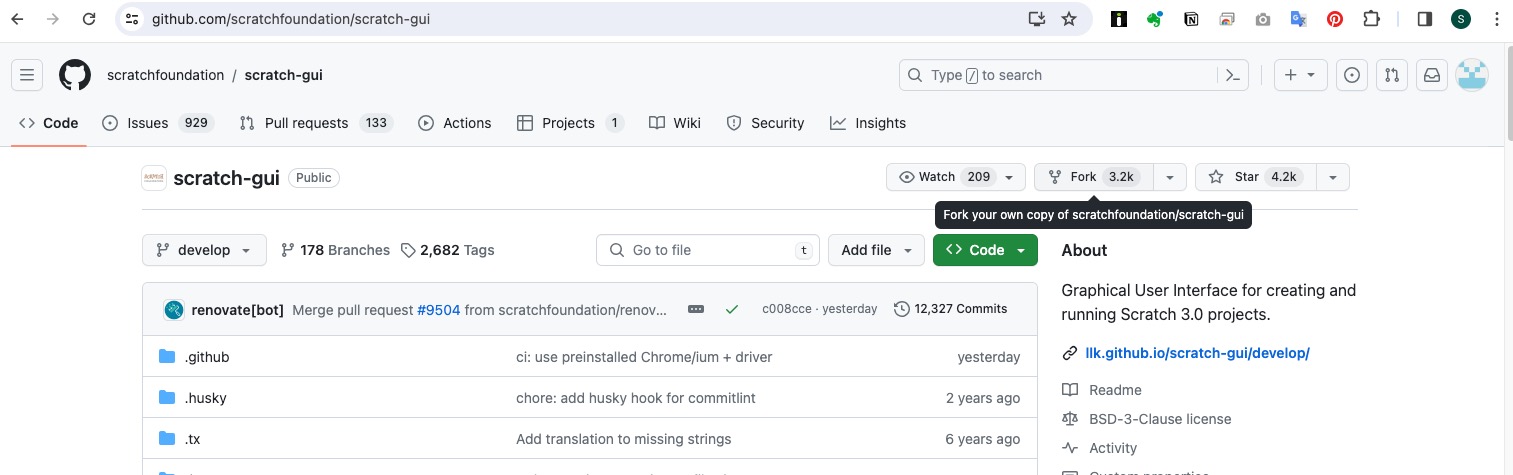 github.com/scratchfoundation/scratch-gui
S
scratchfoundation / scratch-gui
Type / to search
Code Issues 929 Pull requests 133 Actions Projects 1 Wiki Security Insights
scratch-gui Public Watch 209 Fork 3.2k Star 4.2k
Fork your own copy of scratchfoundation/scratch-gui
develop 178 Branches 2,682 Tags Go to file t Add file Code
About
renovate[bot] Merge pull request #9504 from scratchfoundation/renov... c008cce · yesterday 12,327 Commits
Graphical User Interface for creating and
running Scratch 3.0 projects.
.github ci: use preinstalled Chrome/ium + driver yesterday
llk.github.io/scratch-gui/develop/
.husky chore: add husky hook for commitlint 2 years ago
Readme
BSD-3-Clause license
.tx Add translation to missing strings 6 years ago
Activity